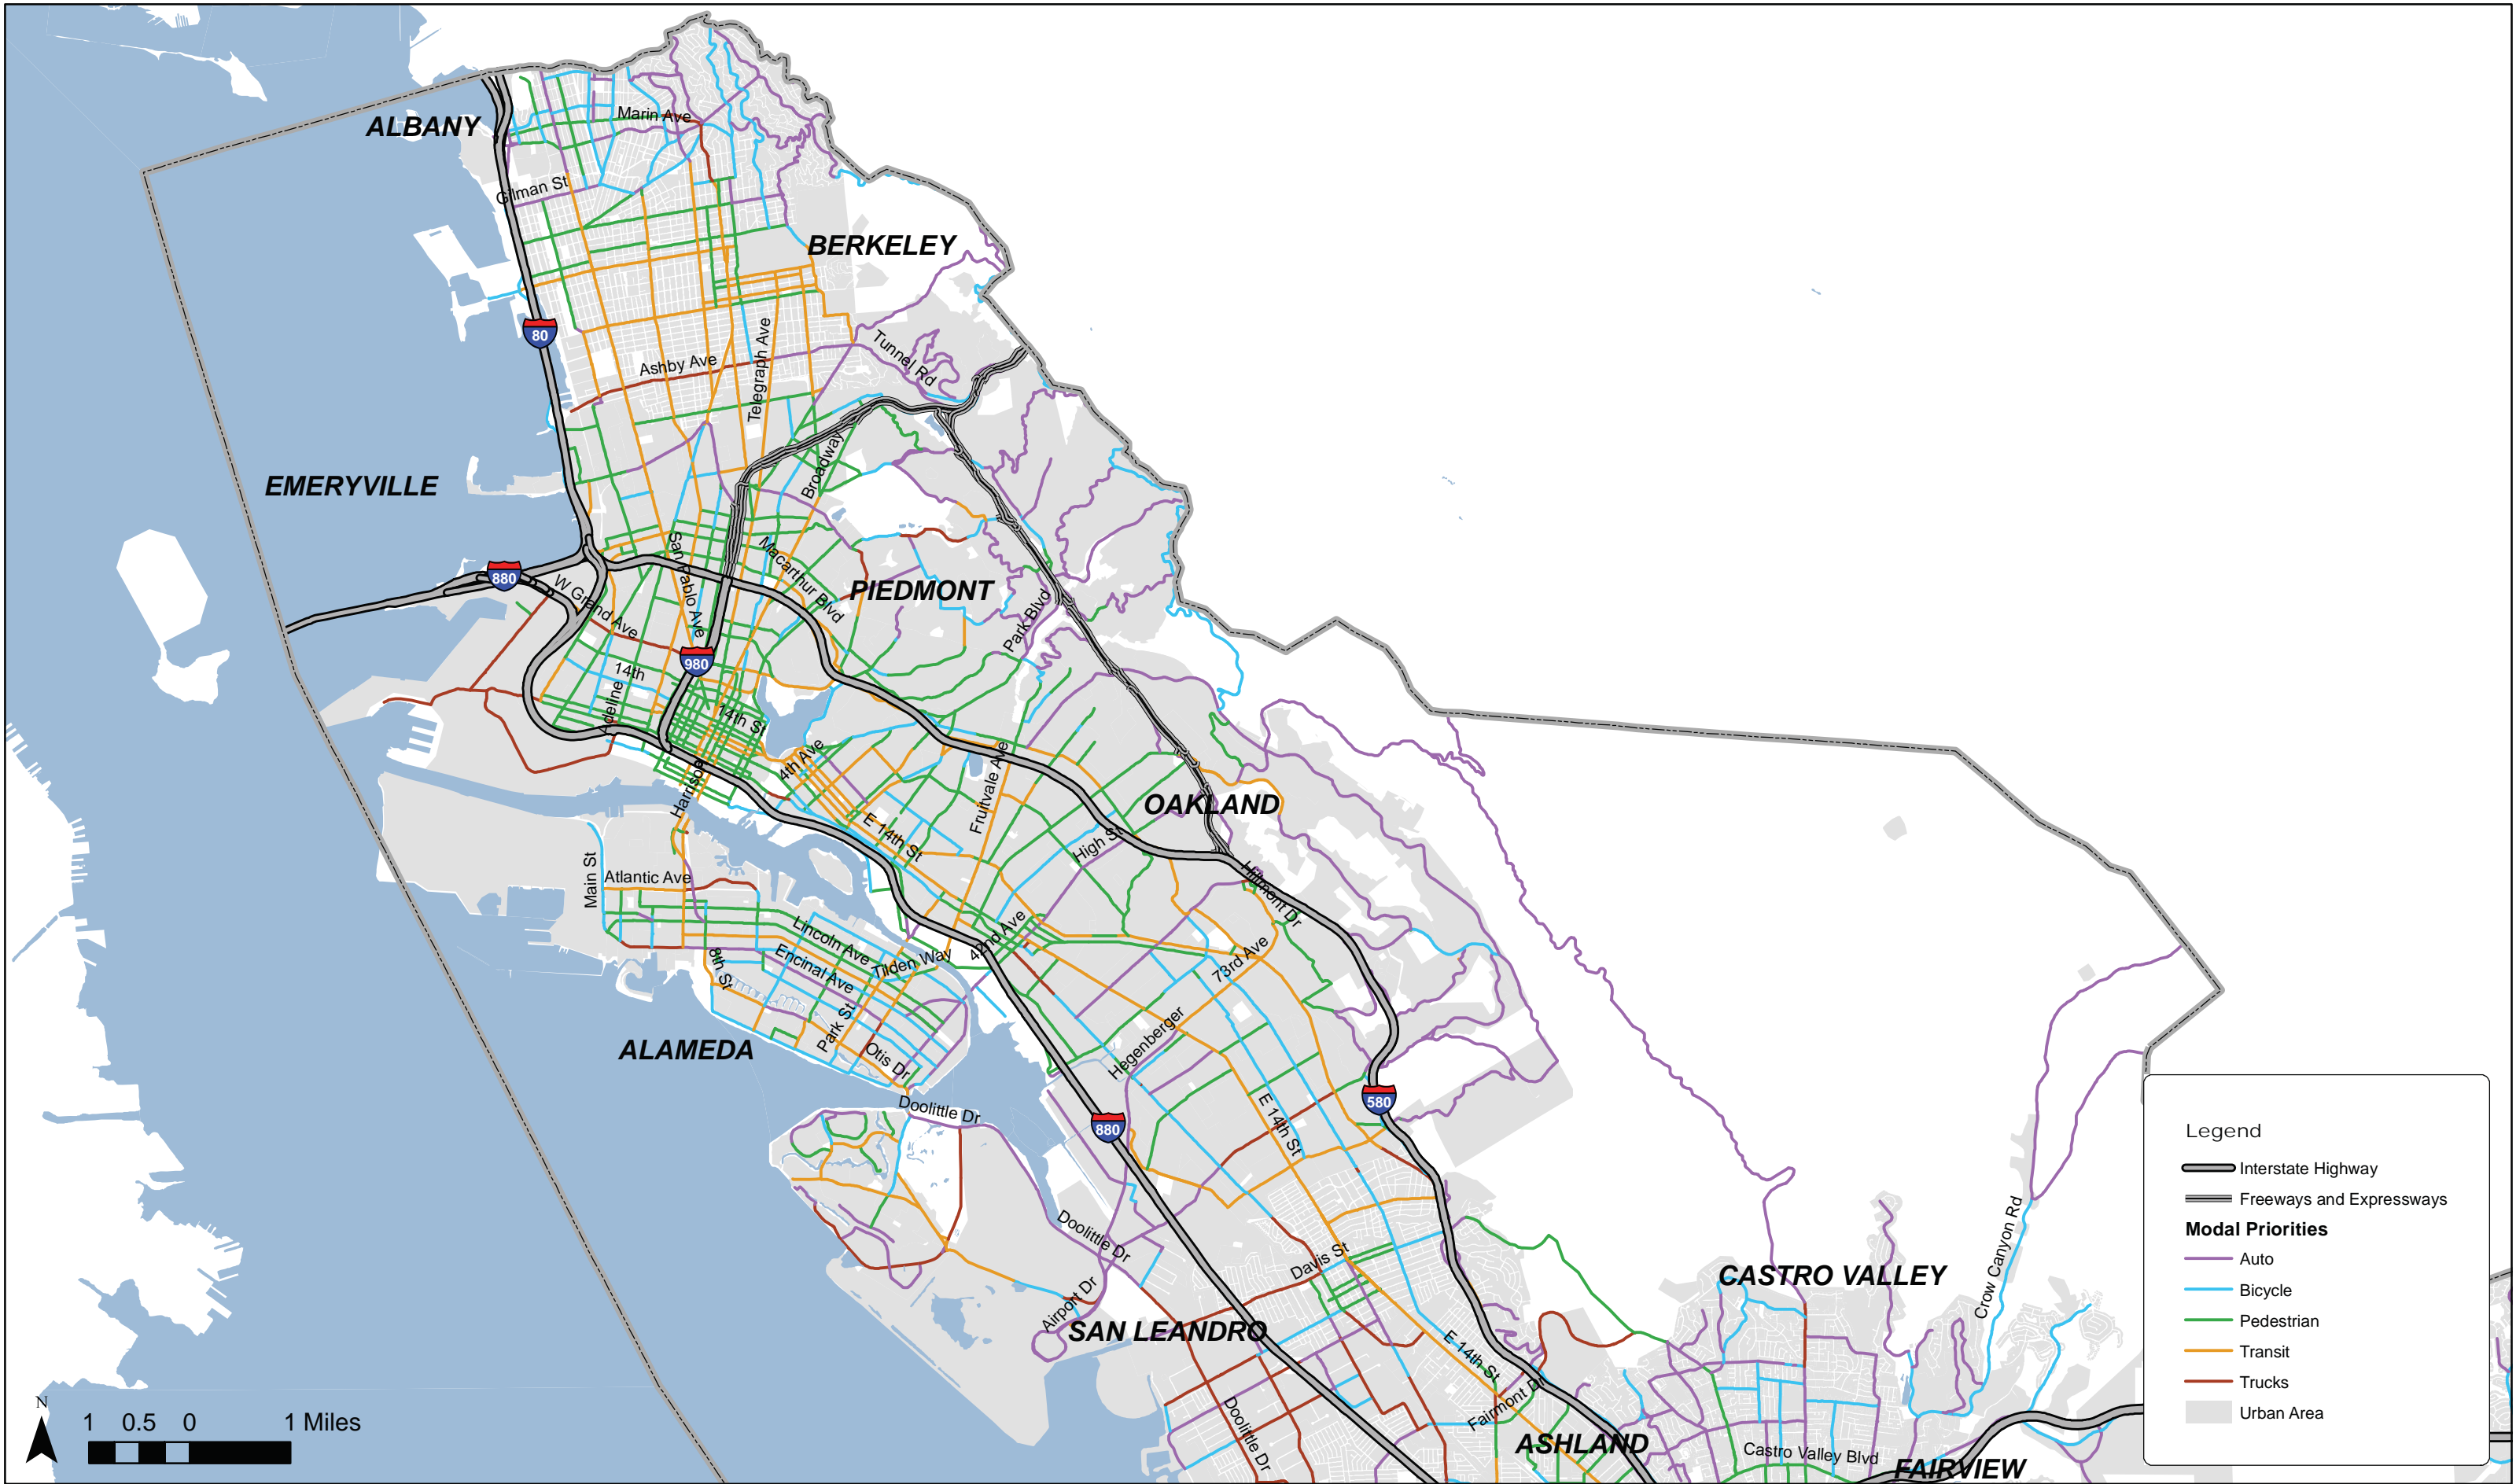 ALBANY
Marin Ave
Gilman St
BERKELEY
80
Tunnel Rd
Ashby Ave
Telegraph Ave
Broadway
EMERYVILLE
San Pablo Ave
Macarthur Blvd
880
W Grand Ave
PIEDMONT
Park Blvd
980
14th
Adeline
14th St
4th Ave
Harrison
Fruitvale Ave
OAKLAND
E 14th St
High St
Main St
Atlantic Ave
Hillmont Dr
Lincoln Ave
42nd Ave
73rd Ave
8th St
Encinal Ave
Tilden Way
Park St
Otis Dr
ALAMEDA
Hegenberger
Doolittle Dr
880
E 14th St
580
Doolittle Dr
Davis St
Airport Dr
SAN LEANDRO
CASTRO VALLEY
Crow Canyon Rd
E 14th St
Fairmont Dr
Doolittle Dr
ASHLAND
Castro Valley Blvd
FAIRVIEW
N
1 0.5 0 1 Miles
Legend
Interstate Highway
Freeways and Expressways
Modal Priorities
Auto
Bicycle
Pedestrian
Transit
Trucks
Urban Area